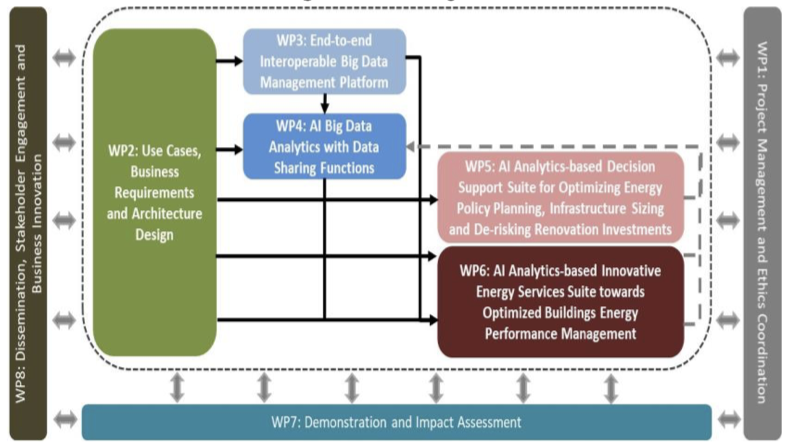 WP8: Dissemination, Stakeholder Engagement and
Business Innovation
WP2: Use Cases,
Business
Requirements
and Architecture
Design
WP3: End-to-end
Interoperable Big Data
Management Platform
WP4: AI Big Data
Analytics with Data
Sharing Functions
WP5: AI Analytics-based Decision
Support Suite for Optimizing Energy
Policy Planning, Infrastructure Sizing
and De-risking Renovation Investments
WP6: AI Analytics-based Innovative
Energy Services Suite towards
Optimized Buildings Energy
Performance Management
WP1: Project Management and Ethics Coordination
WP7: Demonstration and Impact Assessment